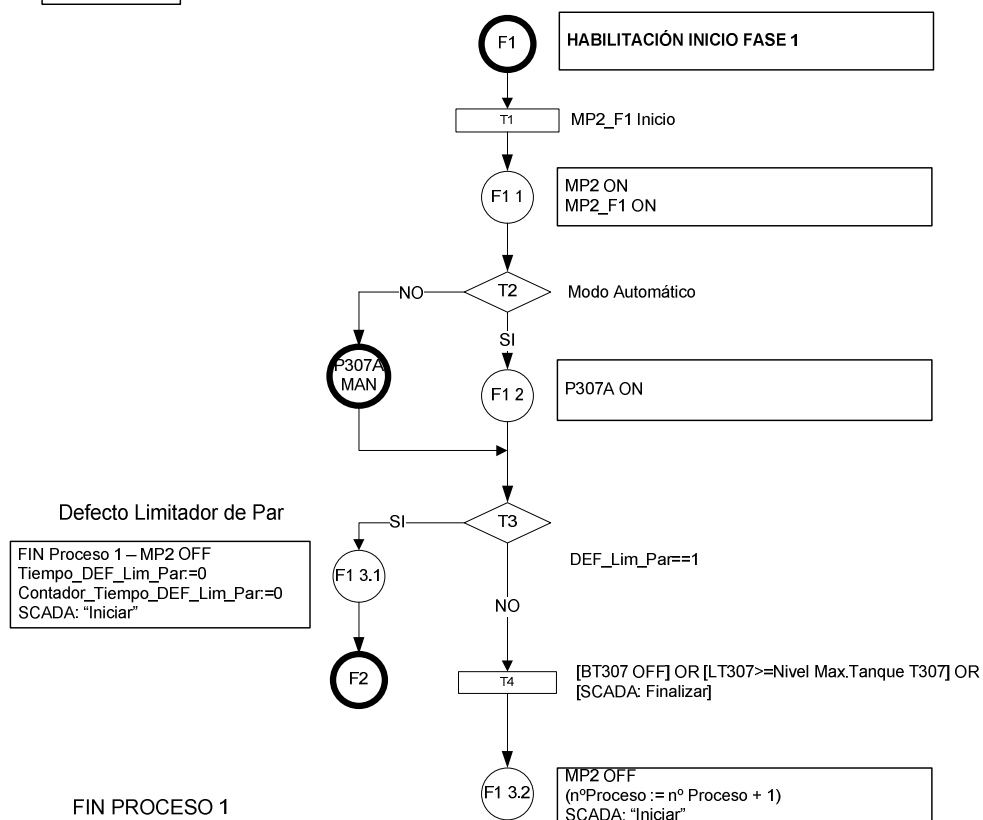 F1
HABILITACIÓN INICIO FASE 1
T1
MP2_F1 Inicio
F1 1
MP2 ON
MP2_F1 ON
NO
T2
Modo Automático
SI
P307A
MAN
F1 2
P307A ON
Defecto Limitador de Par
SI
T3
DEF_Lim_Par==1
FIN Proceso 1 – MP2 OFF
Tiempo_DEF_Lim_Par:=0
Contador_Tiempo_DEF_Lim_Par:=0
SCADA: “Iniciar”
F1 3.1
NO
F2
T4
[BT307 OFF] OR [LT307>=Nivel Max.Tanque T307] OR
[SCADA: Finalizar]
F1 3.2
MP2 OFF
(nºProceso := nº Proceso + 1)
SCADA: “Iniciar”
FIN PROCESO 1